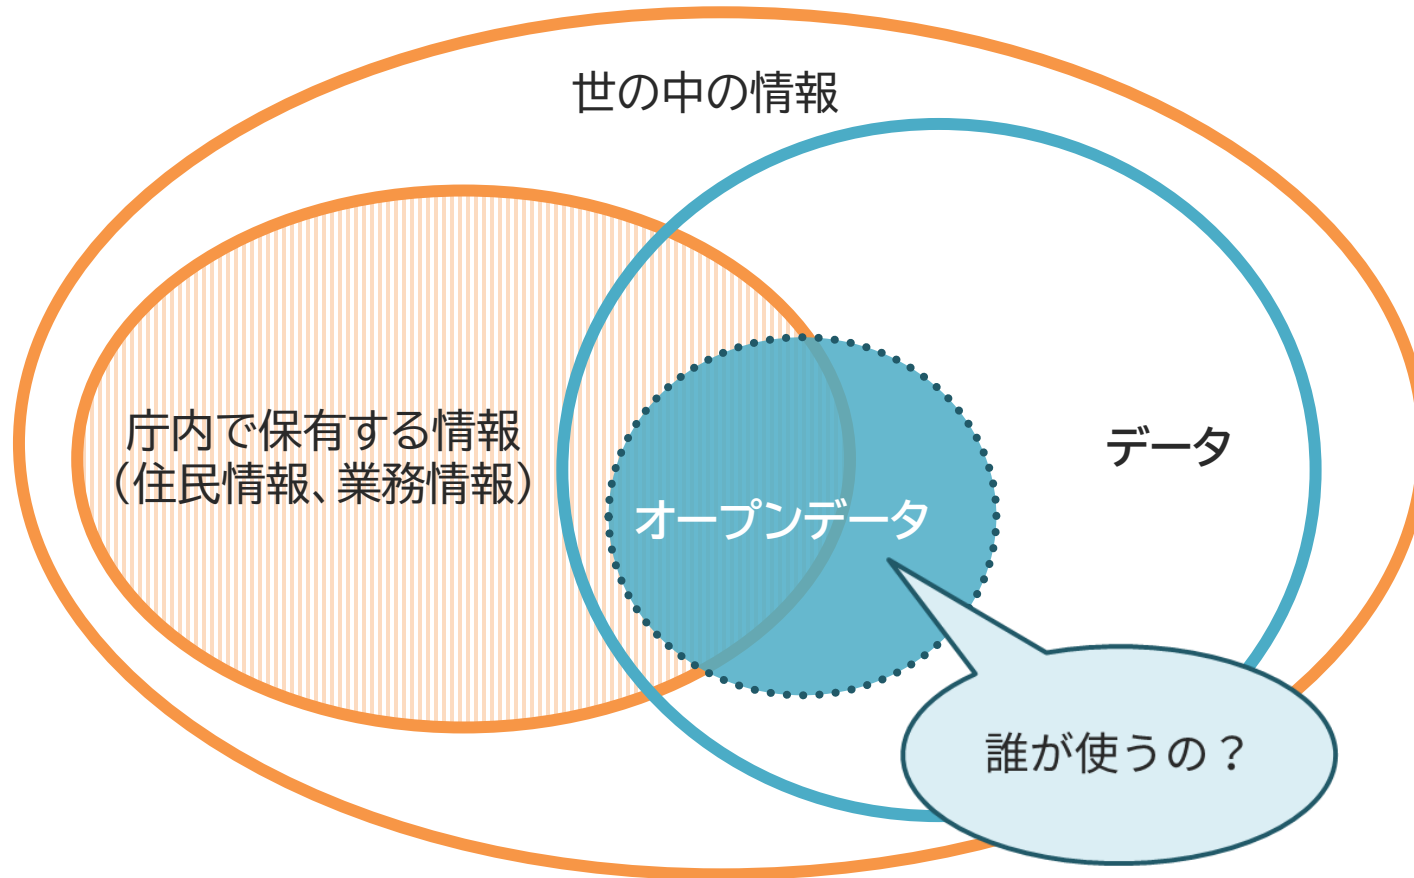 世の中の情報
庁内で保有する情報
（住民情報、業務情報）
データ
オープンデータ
誰が使うの？